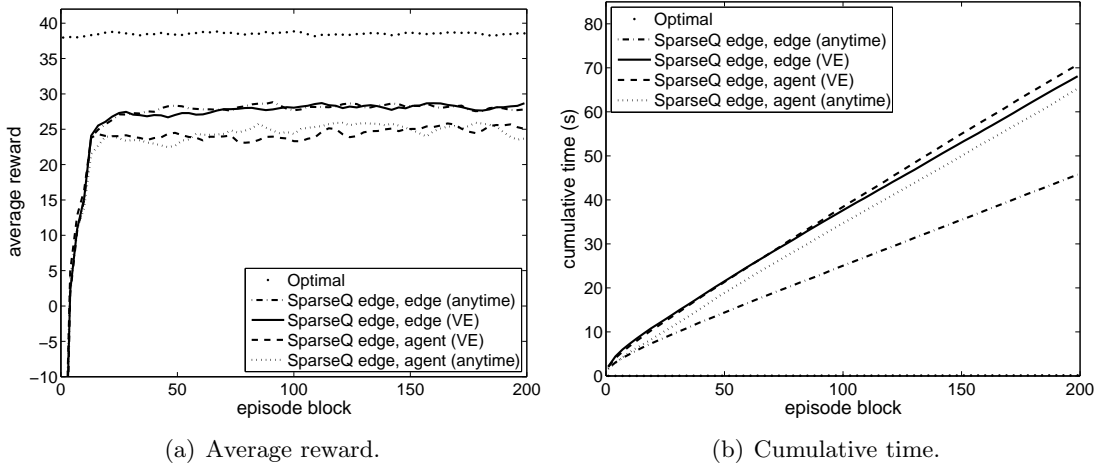 40
35
30
25
20
15
10
5
0
−5
−10
0
50
100
150
200
average reward
episode block
Optimal
SparseQ edge, edge (anytime)
SparseQ edge, edge (VE)
SparseQ edge, agent (VE)
SparseQ edge, agent (anytime)
(a) Average reward.
80
70
60
50
40
30
20
10
0
0
50
100
150
200
cumulative time (s)
episode block
Optimal
SparseQ edge, edge (anytime)
SparseQ edge, edge (VE)
SparseQ edge, agent (VE)
SparseQ edge, agent (anytime)
(b) Cumulative time.